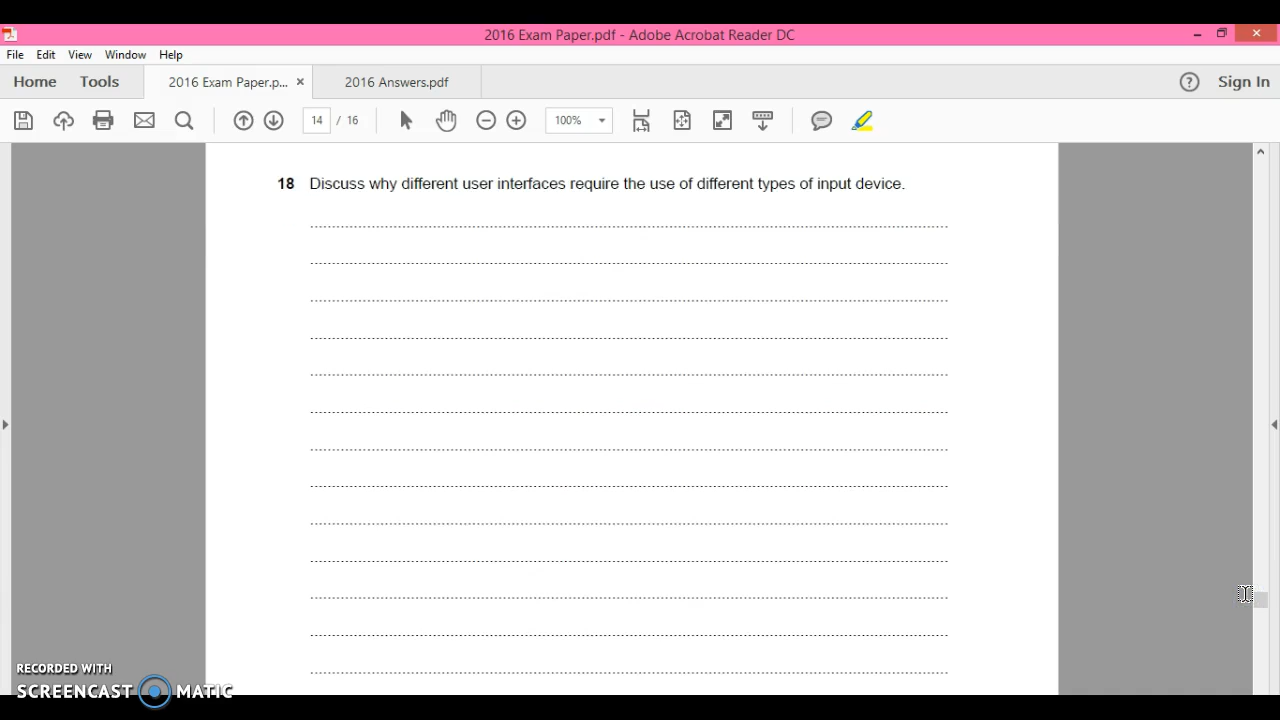 2016 Exam Paper.pdf - Adobe Acrobat Reader DC
File Edit View Window Help
Home Tools 2016 Exam Paper.p... × 2016 Answers.pdf ? Sign In
14 / 16 100%
18 Discuss why different user interfaces require the use of different types of input device.
RECORDED WITH
SCREENCAST MATIC